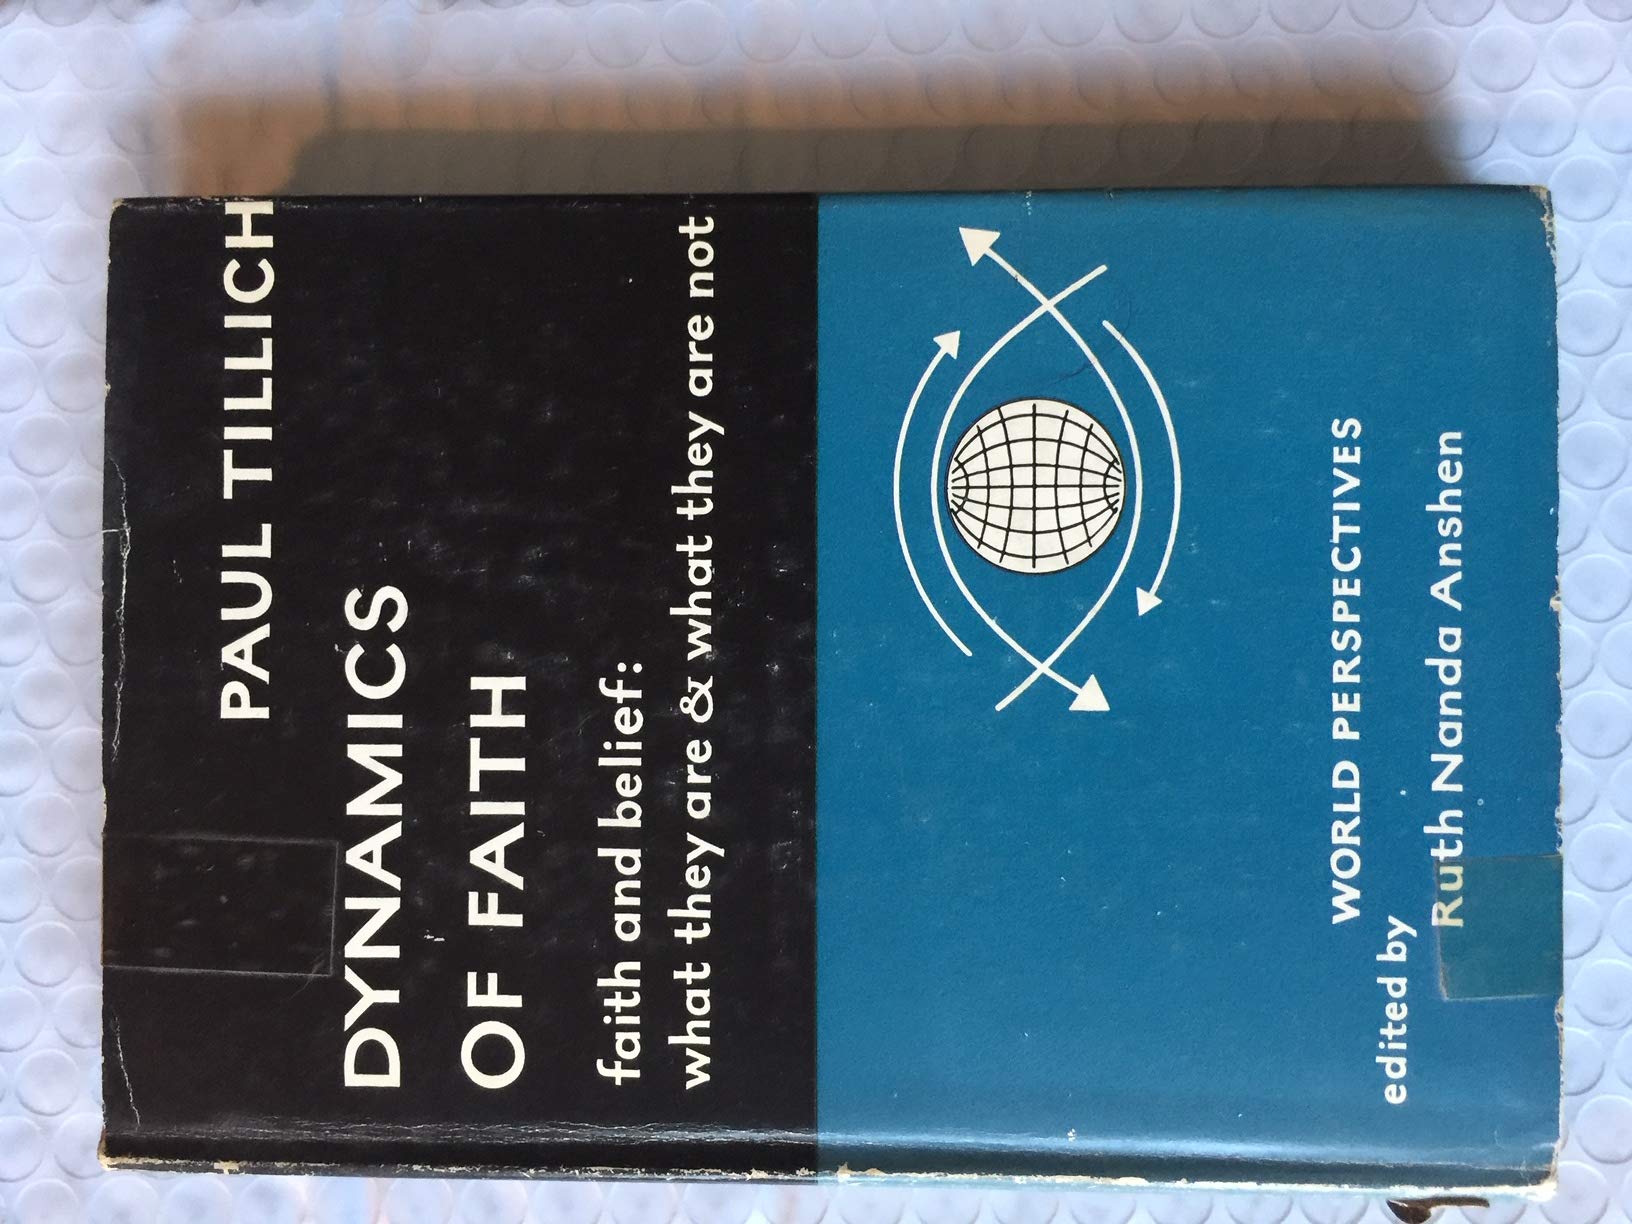 PAUL TILLICH
DYNAMICS
OF FAITH
faith and belief:
what they are & what they are not
WORLD PERSPECTIVES
edited by
Ruth Nanda Anshen